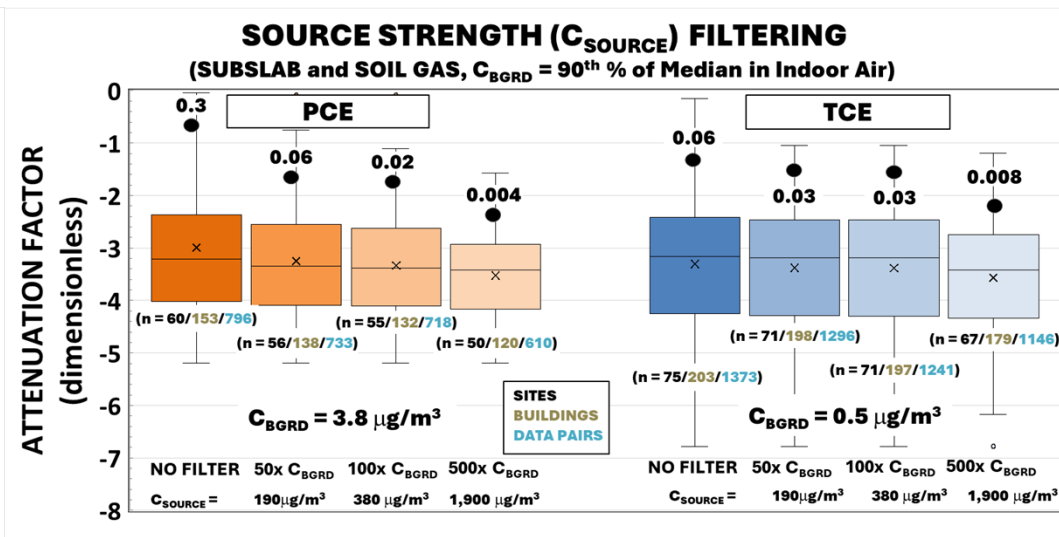 SOURCE STRENGTH (CSOURCE) FILTERING
(SUBSLAB and SOIL GAS, CBGRD = 90th % of Median in Indoor Air)
ATTENUATION FACTOR
(dimensionless)
0
-1
-2
-3
-4
-5
-6
-7
-8
PCE
0.3
0.06
0.02
0.004
(n = 60/153/796)
(n = 56/138/733)
(n = 55/132/718)
(n = 50/120/610)
CBGRD = 3.8 µg/m³
NO FILTER 50x CBGRD 100x CBGRD 500x CBGRD
CSOURCE = 190µg/m³ 380 µg/m³ 1,900 µg/m³
SITES
BUILDINGS
DATA PAIRS
TCE
0.06
0.03
0.03
0.008
(n = 75/203/1373)
(n = 71/198/1296)
(n = 71/197/1241)
(n = 67/179/1146)
CBGRD = 0.5 µg/m³
NO FILTER 50x CBGRD 100x CBGRD 500x CBGRD
CSOURCE = 190µg/m³ 380 µg/m³ 1,900 µg/m³